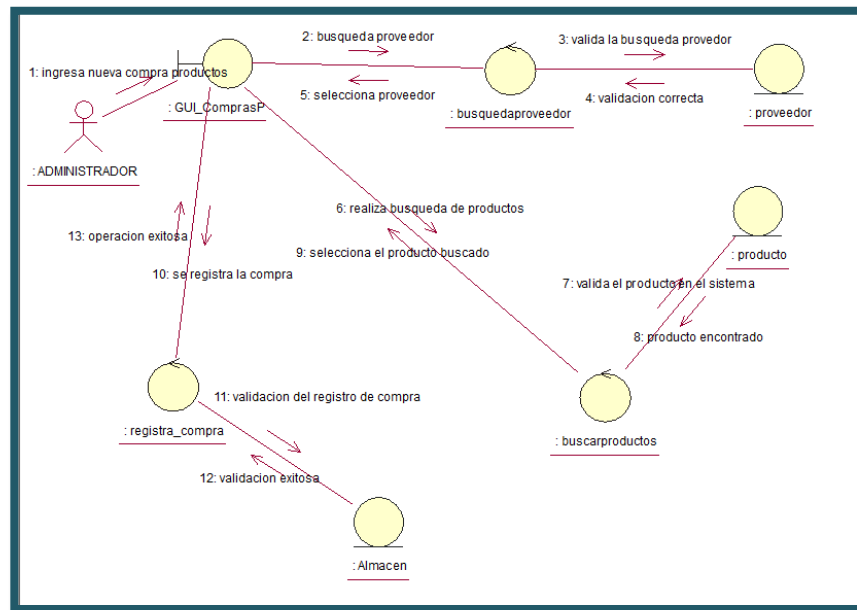 2: busqueda proveedor
3: valida la busqueda provedor
1: ingresa nueva compra productos
5: selecciona proveedor
4: validacion correcta
: GUI_ComprasP
: busquedaproveedor
: proveedor
: ADMINISTRADOR
6: realiza busqueda de productos
13: operacion exitosa
9: selecciona el producto buscado
: producto
10: se registra la compra
7: valida el producto en el sistema
8: producto encontrado
11: validacion del registro de compra
: registra_compra
: buscarproductos
12: validacion exitosa
: Almacen